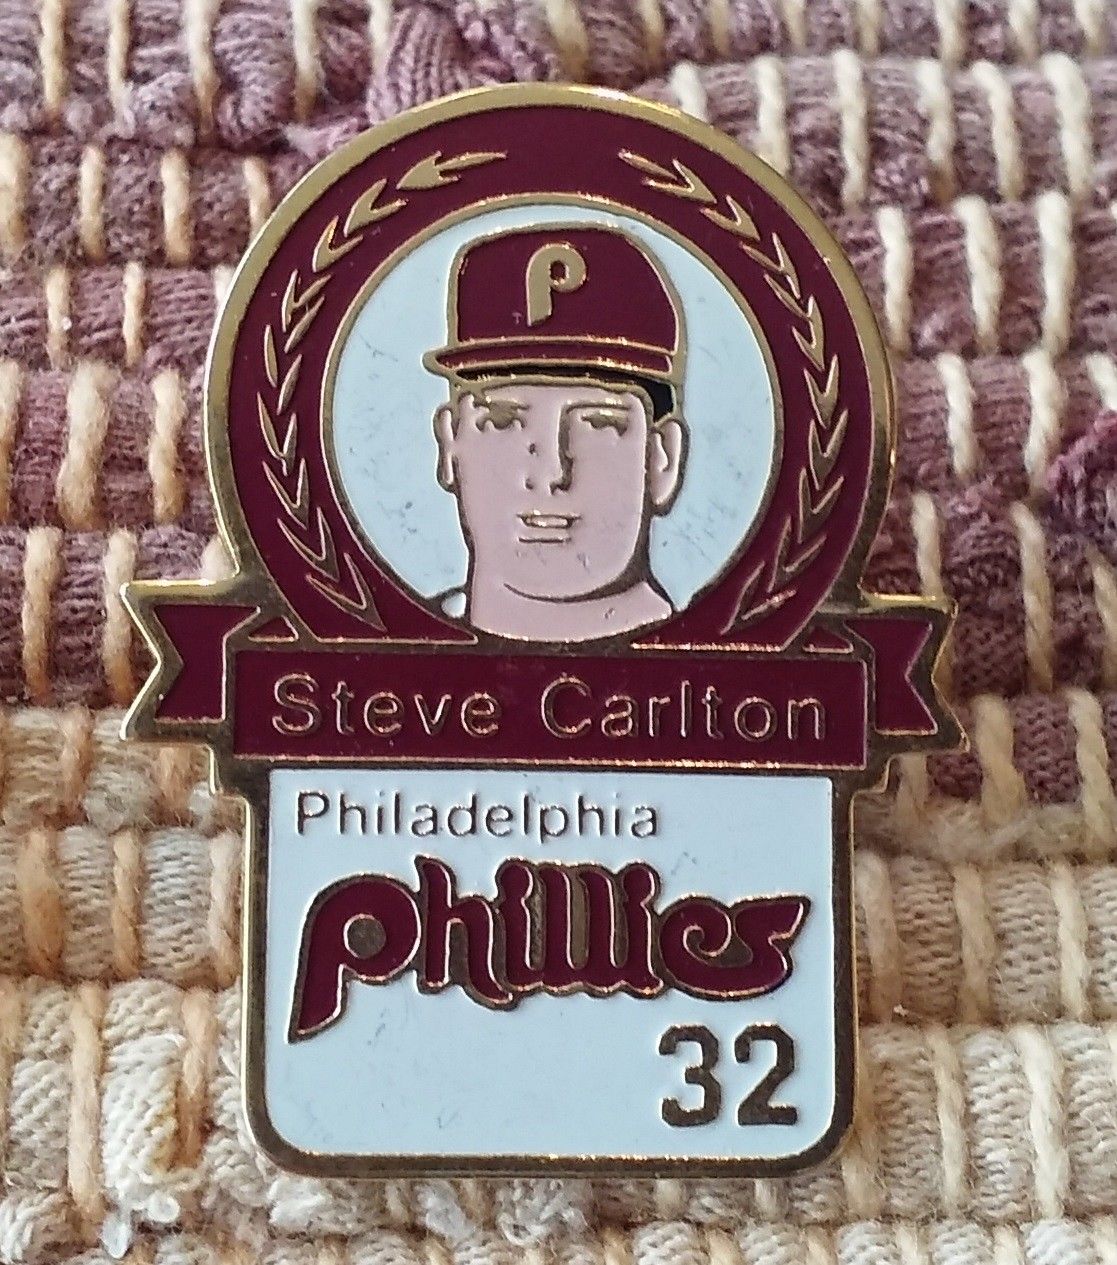 P
Steve Carlton
Philadelphia
Phillies
32